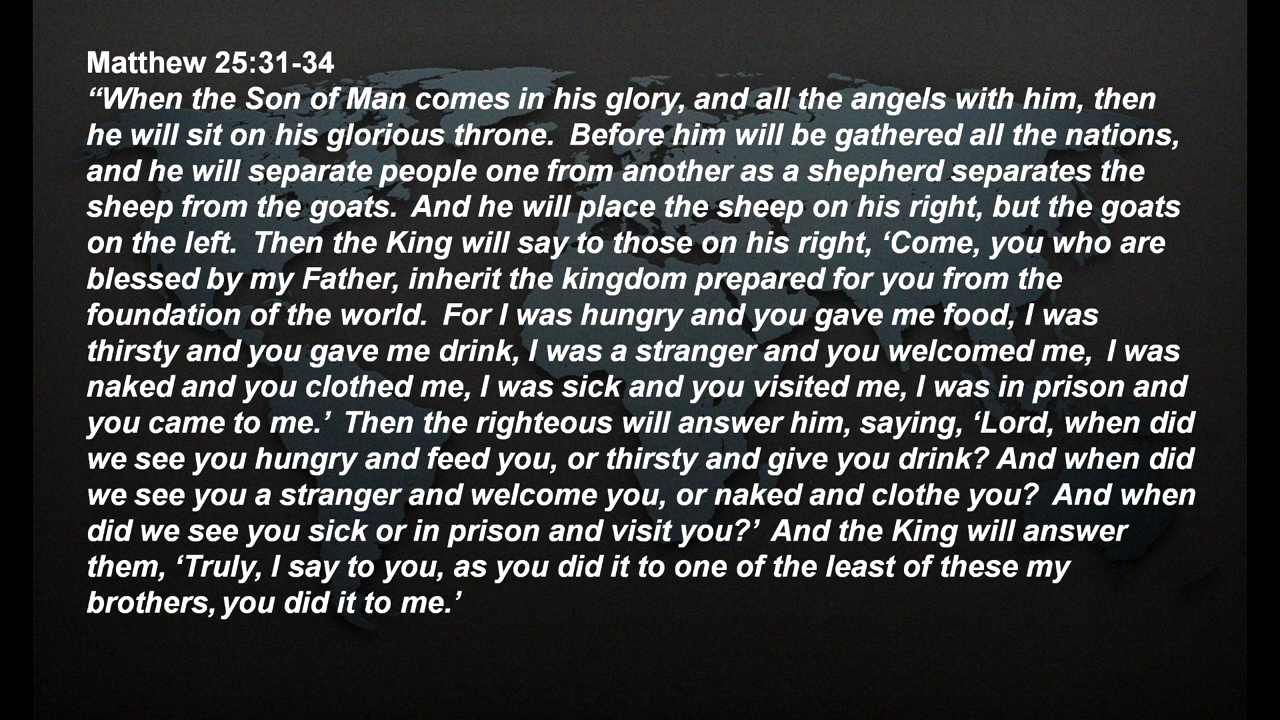 Matthew 25:31-34
“When the Son of Man comes in his glory, and all the angels with him, then
he will sit on his glorious throne.  Before him will be gathered all the nations,
and he will separate people one from another as a shepherd separates the
sheep from the goats.  And he will place the sheep on his right, but the goats
on the left.  Then the King will say to those on his right, ‘Come, you who are
blessed by my Father, inherit the kingdom prepared for you from the
foundation of the world.  For I was hungry and you gave me food, I was
thirsty and you gave me drink, I was a stranger and you welcomed me,  I was
naked and you clothed me, I was sick and you visited me, I was in prison and
you came to me.’  Then the righteous will answer him, saying, ‘Lord, when did
we see you hungry and feed you, or thirsty and give you drink? And when did
we see you a stranger and welcome you, or naked and clothe you?  And when
did we see you sick or in prison and visit you?’  And the King will answer
them, ‘Truly, I say to you, as you did it to one of the least of these my
brothers, you did it to me.’